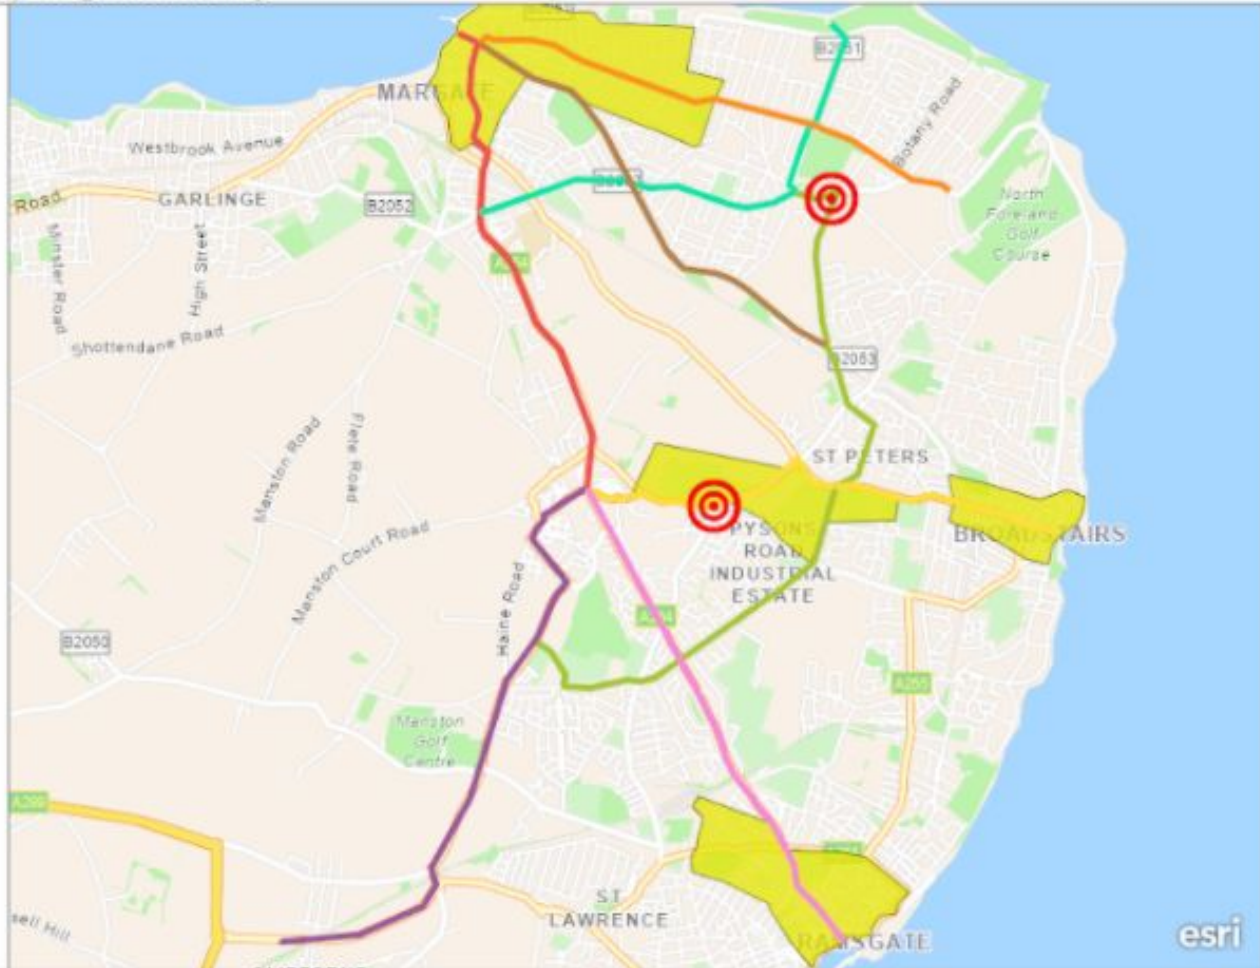 B2051
MARGATE
Westbrook Avenue
Botany Road
Road
GARLINGE
B2052
North
Foreland
Golf
Course
Minster Road
High Street
Shottendane Road
B2053
Manston Road
Flete Road
ST PETERS
Manston Court Road
PYSONS
ROAD
INDUSTRIAL
ESTATE
BROADSTAIRS
Haine Road
A254
B2050
A255
Manston
Golf
Centre
A299
ST
LAWRENCE
sell Hill
RAMSGATE
esri